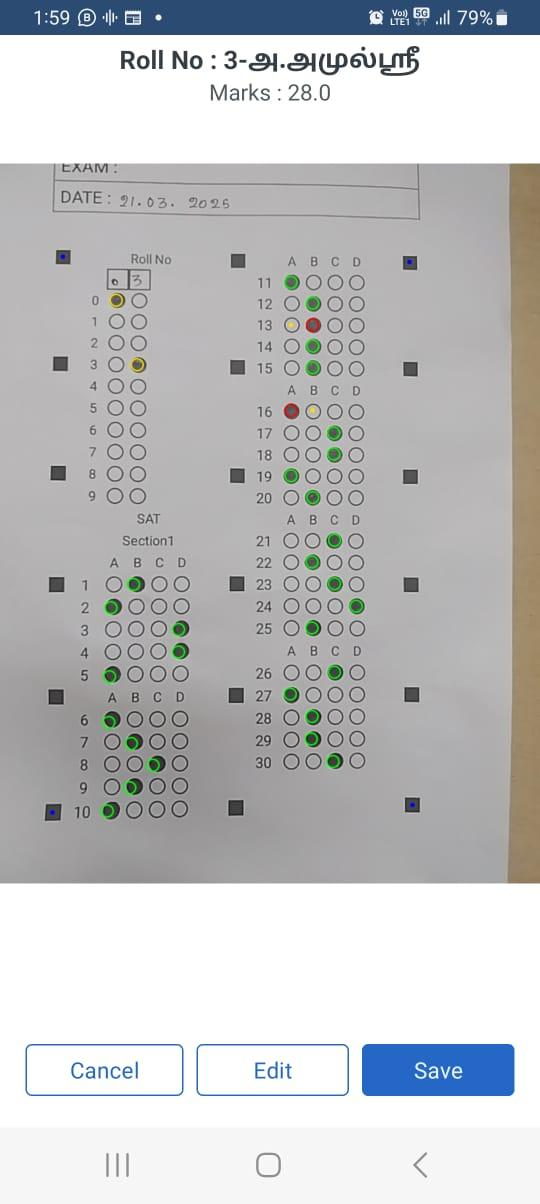 1:59 79%
Vo) LTE1 5G
Roll No : 3-அ.அமுல்ஸ்ரீ
Marks : 28.0
EXAM :
DATE : 21.03. 2025
Roll No
0 3
0
1
2
3
4
5
6
7
8
9
SAT
Section1
A B C D
1
2
3
4
5
A B C D
6
7
8
9
10
A B C D
11
12
13
14
15
A B C D
16
17
18
19
20
A B C D
21
22
23
24
25
A B C D
26
27
28
29
30
Cancel Edit Save